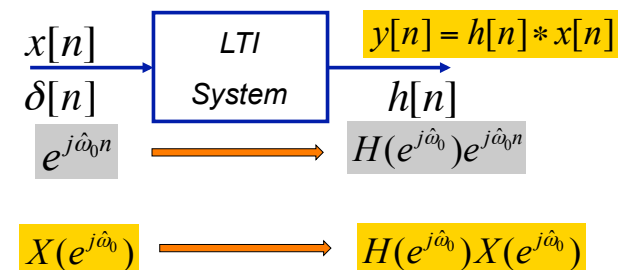 x[n] LTI y[n] = h[n] ∗ x[n]
δ[n] System h[n]
e^{jω̂₀n} H(e^{jω̂₀})e^{jω̂₀n}
X(e^{jω̂₀}) H(e^{jω̂₀})X(e^{jω̂₀})